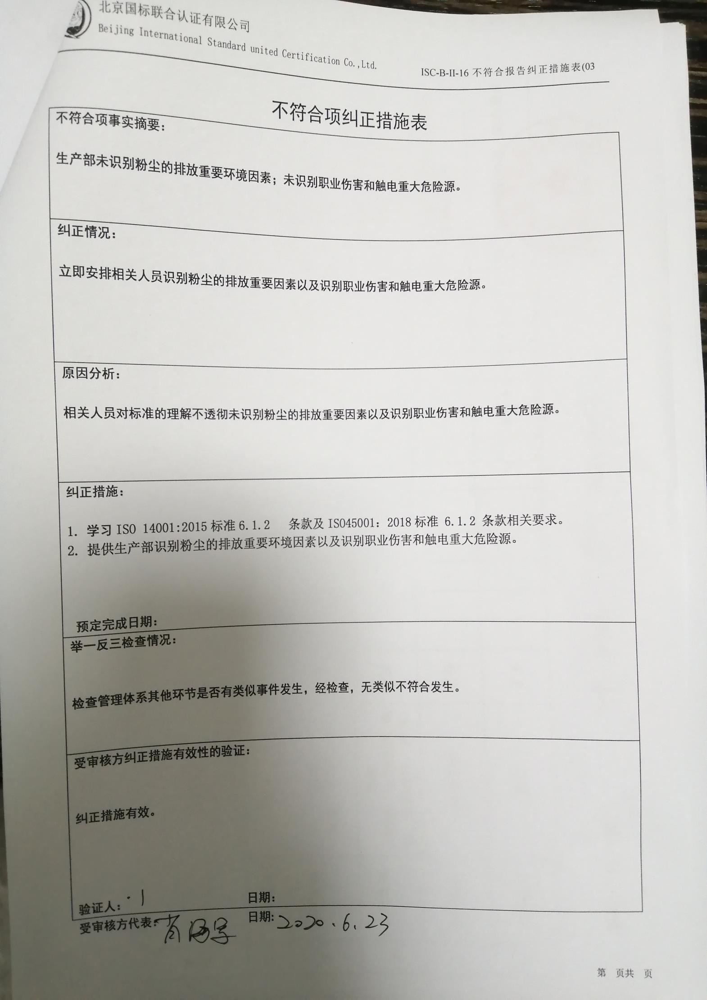 北京国标联合认证有限公司
Beijing International Standard united Certification Co.,Ltd.
ISC-B-II-16 不符合报告纠正措施表(03
不符合项纠正措施表
不符合项事实摘要：
生产部未识别粉尘的排放重要环境因素；未识别职业伤害和触电重大危险源。
纠正情况：
立即安排相关人员识别粉尘的排放重要因素以及识别职业伤害和触电重大危险源。
原因分析：
相关人员对标准的理解不透彻未识别粉尘的排放重要因素以及识别职业伤害和触电重大危险源。
纠正措施：
1. 学习 ISO 14001:2015 标准 6.1.2 条款及 ISO45001：2018 标准 6.1.2 条款相关要求。
2. 提供生产部识别粉尘的排放重要环境因素以及识别职业伤害和触电重大危险源。
预定完成日期：
举一反三检查情况：
检查管理体系其他环节是否有类似事件发生，经检查，无类似不符合发生。
受审核方纠正措施有效性的验证：
纠正措施有效。
验证人： 日期：
受审核方代表： 日期：2020.6.23
第 页共 页